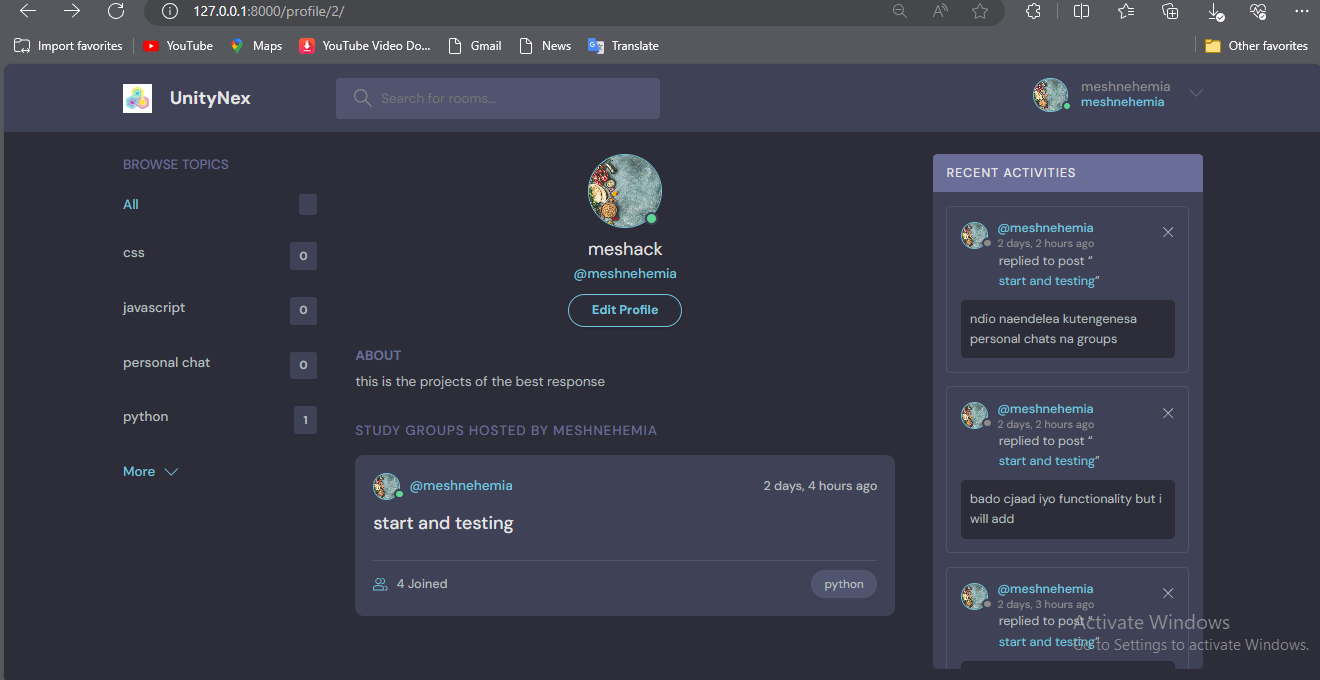 127.0.0.1:8000/profile/2/
Import favorites
YouTube
Maps
YouTube Video Do...
Gmail
News
Translate
Other favorites
UnityNex
Search for rooms...
meshnehemia
meshnehemia
BROWSE TOPICS
All
css
0
javascript
0
personal chat
0
python
1
More
meshack
@meshnehemia
Edit Profile
ABOUT
this is the projects of the best response
STUDY GROUPS HOSTED BY MESHNEHEMIA
@meshnehemia
2 days, 4 hours ago
start and testing
4 Joined
python
RECENT ACTIVITIES
@meshnehemia
2 days, 2 hours ago
replied to post “
start and testing”
ndio naendelea kutengenesa
personal chats na groups
@meshnehemia
2 days, 2 hours ago
replied to post “
start and testing”
bado cjaad iyo functionality but i
will add
@meshnehemia
2 days, 3 hours ago
replied to post “
start and testing”
Activate Windows
Go to Settings to activate Windows.